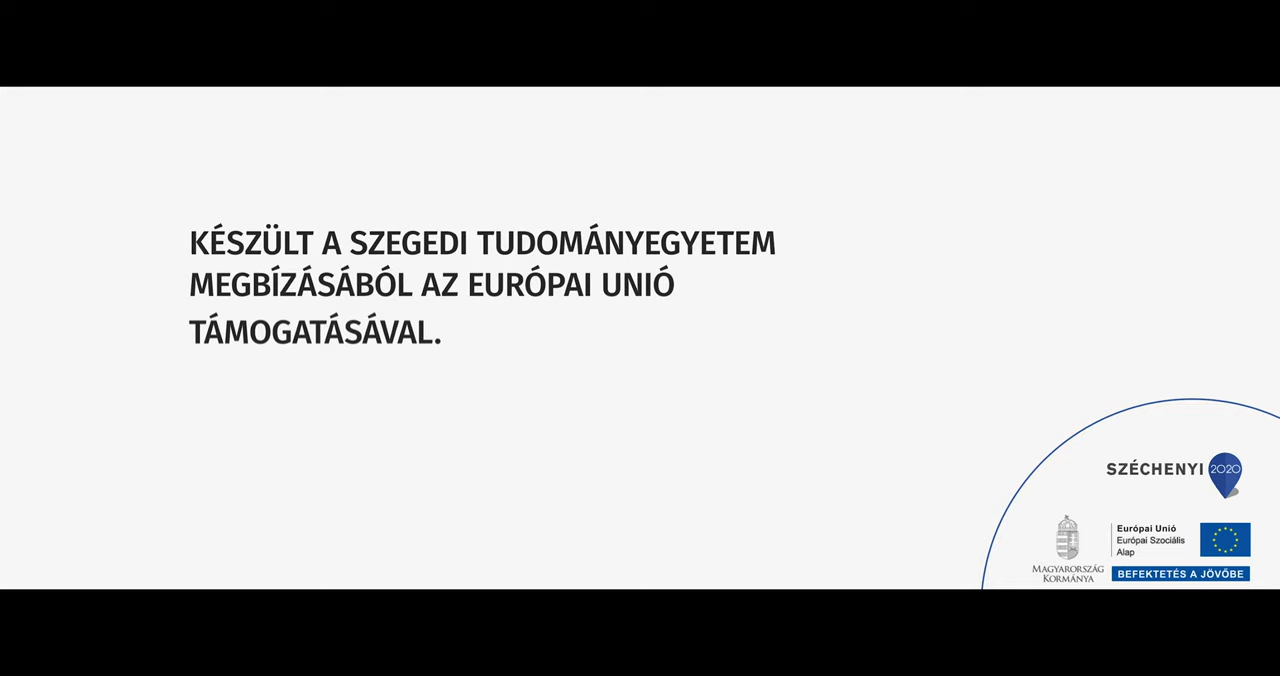 KÉSZÜLT A SZEGEDI TUDOMÁNYEGYETEM
MEGBÍZÁSÁBÓL AZ EURÓPAI UNIÓ
TÁMOGATÁSÁVAL.
SZÉCHENYI 2020
MAGYARORSZÁG
KORMÁNYA
Európai Unió
Európai Szociális
Alap
BEFEKTETÉS A JÖVŐBE